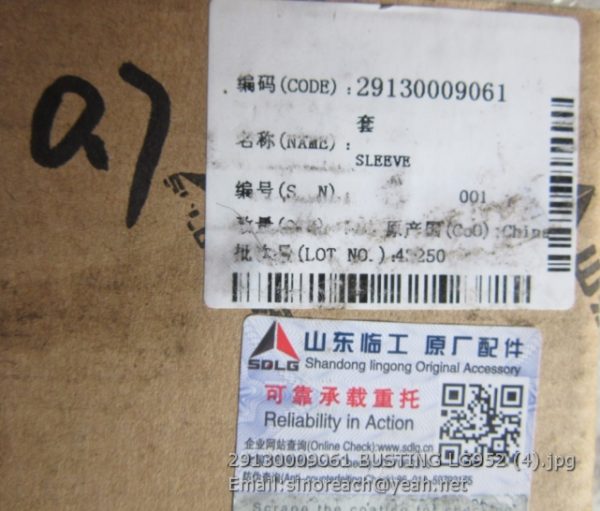 0.7
编码(CODE):29130009061
名称(NAME):
套
SLEEVE
编号(S N) 001
原产国(CoO):China
(LOT NO.):
SDLG
山东临工 原厂配件
Shandong lingong Original Accessory
可靠承载重托
Reliability in Action
企业网站查询(Online Check):www.sdlg.cn
29130009061 BUSTING LG952 (4).jpg
Email:sinoreach@yeah.net